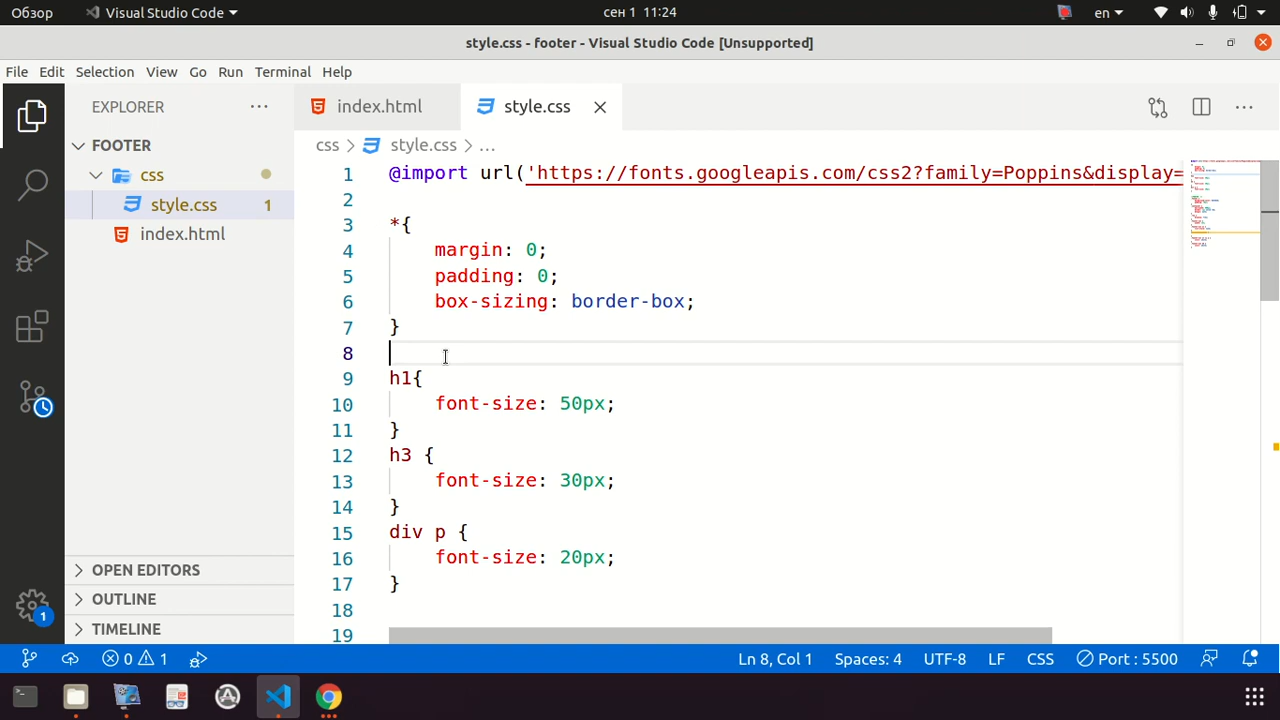 Обзор Visual Studio Code сен 1 11:24 en
style.css - footer - Visual Studio Code [Unsupported]
File Edit Selection View Go Run Terminal Help
EXPLORER ... index.html style.css
FOOTER
css > style.css > ...
css
style.css 1
index.html
1 @import url('https://fonts.googleapis.com/css2?family=Poppins&display=
2
3 *{
4 margin: 0;
5 padding: 0;
6 box-sizing: border-box;
7 }
8
9 h1{
10 font-size: 50px;
11 }
12 h3 {
13 font-size: 30px;
14 }
15 div p {
16 font-size: 20px;
17 }
18
19
OPEN EDITORS
OUTLINE
TIMELINE
1
0 1 Ln 8, Col 1 Spaces: 4 UTF-8 LF CSS Port : 5500